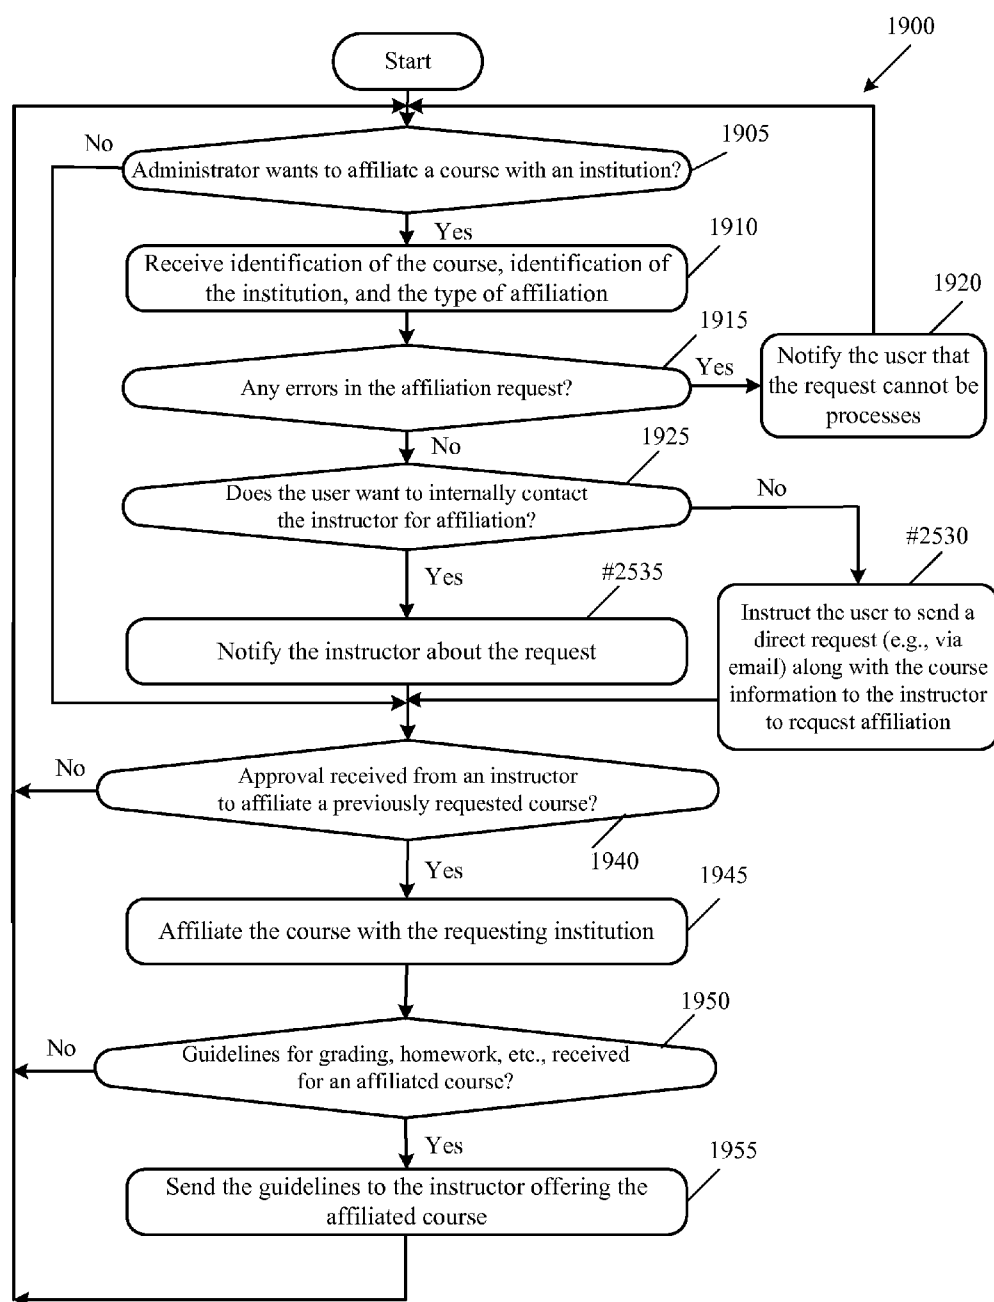 1900
Start
No
1905
Administrator wants to affiliate a course with an institution?
Yes
1910
Receive identification of the course, identification of
the institution, and the type of affiliation
1920
1915
Notify the user that
the request cannot be
processes
Yes
Any errors in the affiliation request?
No
1925
Does the user want to internally contact
the instructor for affiliation?
No
Yes
#2535
#2530
Notify the instructor about the request
Instruct the user to send a
direct request (e.g., via
email) along with the course
information to the instructor
to request affiliation
No
Approval received from an instructor
to affiliate a previously requested course?
1940
Yes
1945
Affiliate the course with the requesting institution
1950
No
Guidelines for grading, homework, etc., received
for an affiliated course?
Yes
1955
Send the guidelines to the instructor offering the
affiliated course